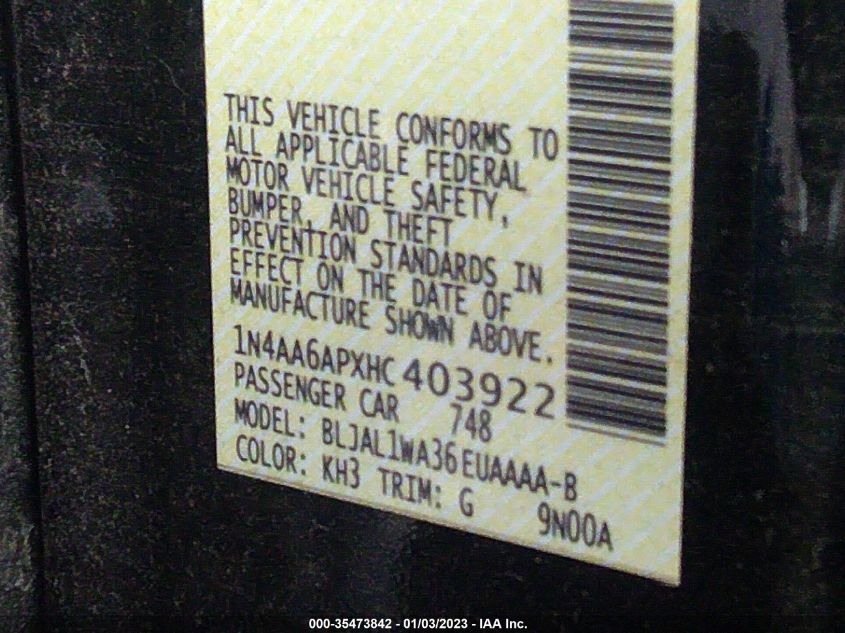 THIS VEHICLE CONFORMS TO
ALL APPLICABLE FEDERAL
MOTOR VEHICLE SAFETY,
BUMPER, AND THEFT
PREVENTION STANDARDS IN
EFFECT ON THE DATE OF
MANUFACTURE SHOWN ABOVE.
1N4AA6APXHC403922
PASSENGER CAR 748
MODEL: BLJAL1WA36EUAAAA-B
COLOR: KH3 TRIM: G 9N00A
000-35473842 - 01/03/2023 - IAA Inc.